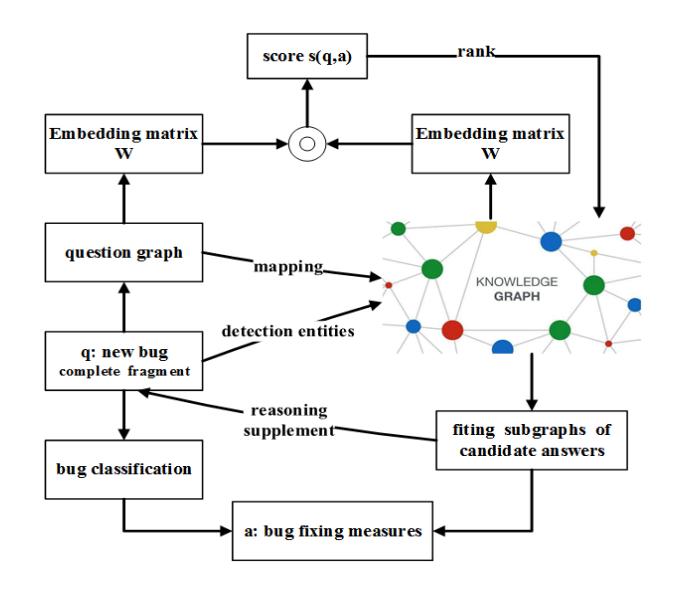 score s(q,a)
rank
Embedding matrix
W
Embedding matrix
W
question graph
mapping
KNOWLEDGE
GRAPH
detection entities
q: new bug
complete fragment
reasoning
supplement
fiting subgraphs of
candidate answers
bug classification
a: bug fixing measures